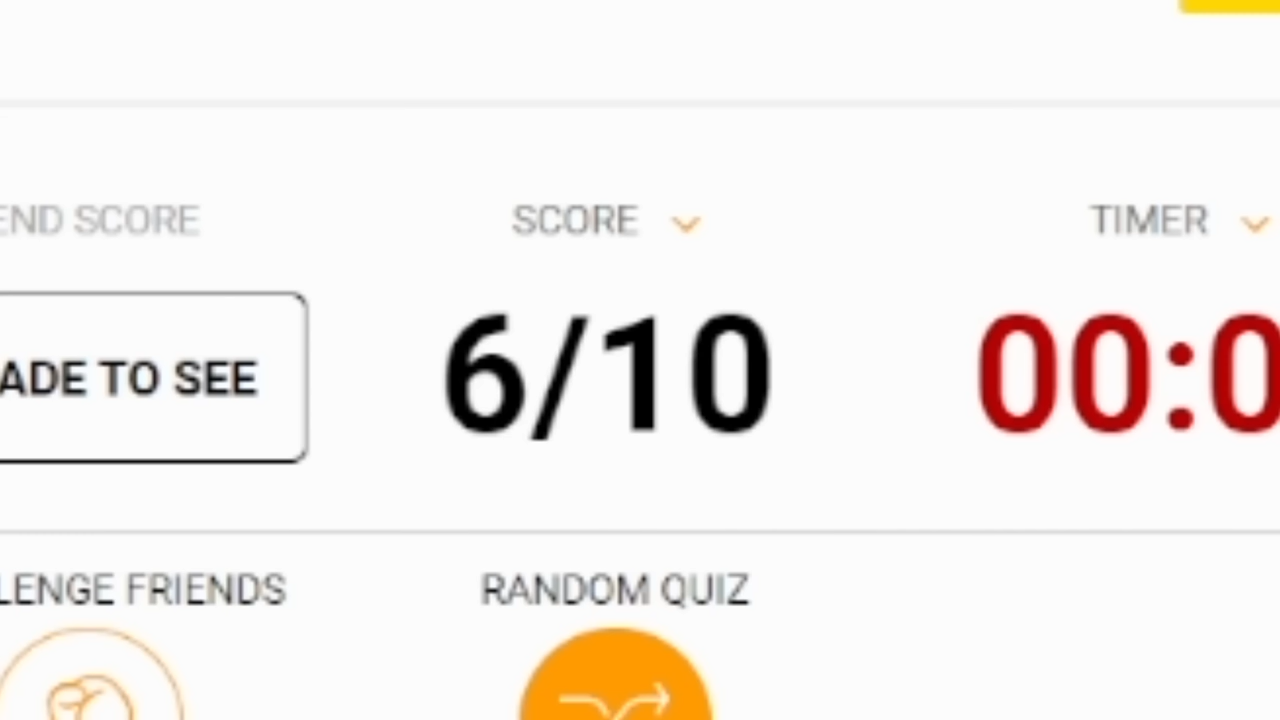 END SCORE
SCORE
TIMER
ADE TO SEE
6/10
00:0
LENGE FRIENDS
RANDOM QUIZ